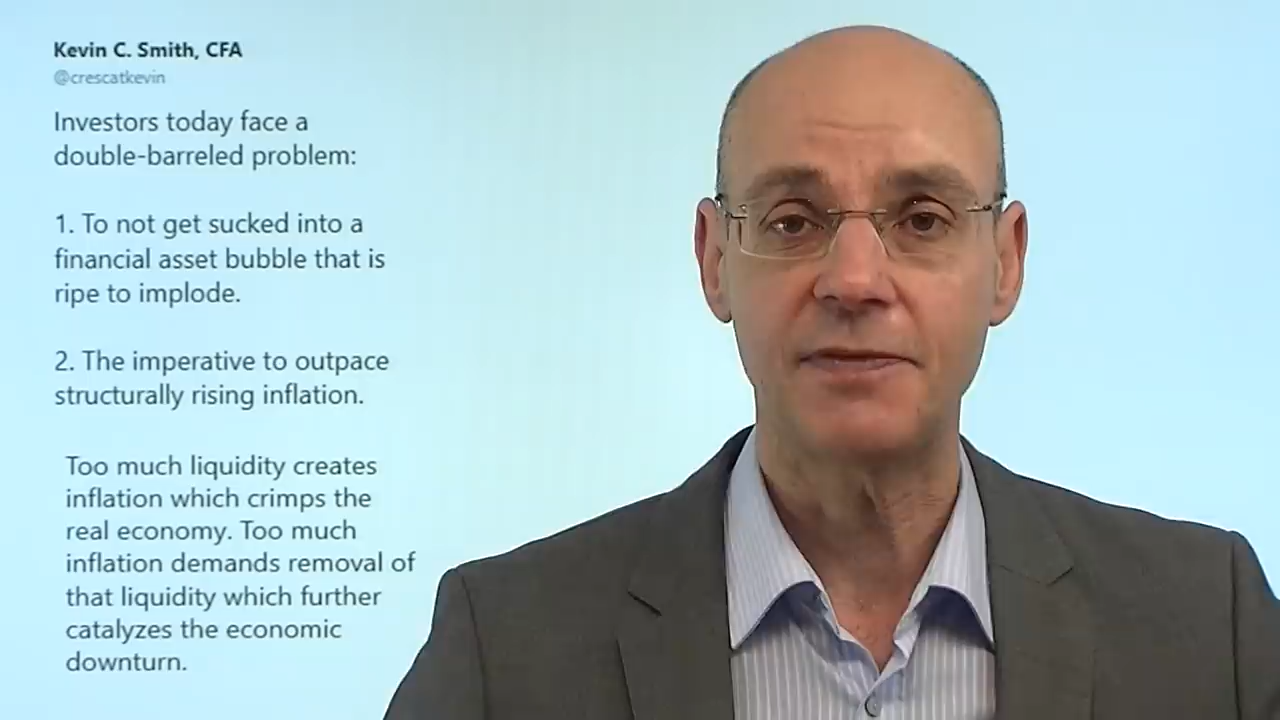 Kevin C. Smith, CFA
@crescatkevin
Investors today face a
double-barreled problem:
1. To not get sucked into a
financial asset bubble that is
ripe to implode.
2. The imperative to outpace
structurally rising inflation.
Too much liquidity creates
inflation which crimps the
real economy. Too much
inflation demands removal of
that liquidity which further
catalyzes the economic
downturn.